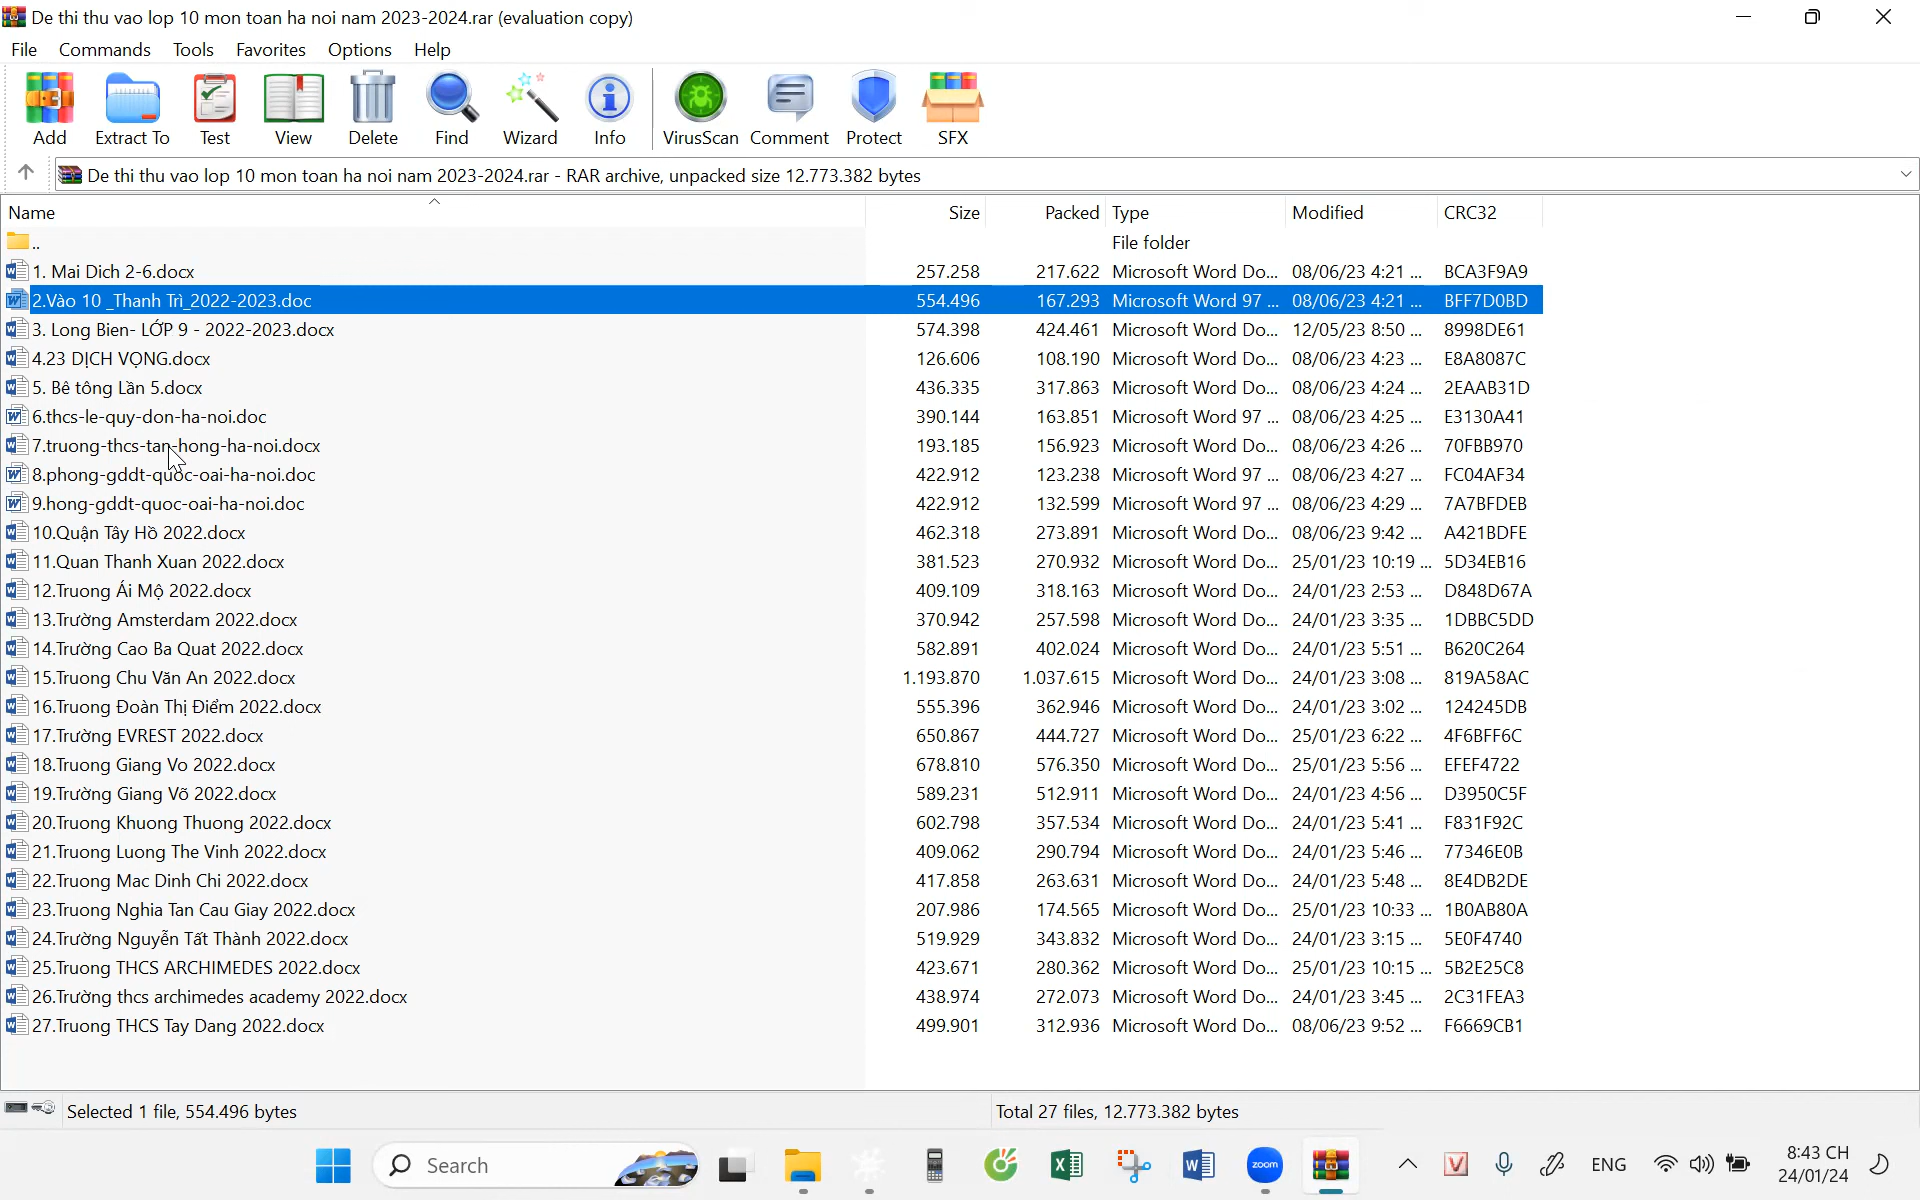 De thi thu vao lop 10 mon toan ha noi nam 2023-2024.rar (evaluation copy)
File Commands Tools Favorites Options Help
Add Extract To Test View Delete Find Wizard Info VirusScan Comment Protect SFX
De thi thu vao lop 10 mon toan ha noi nam 2023-2024.rar - RAR archive, unpacked size 12.773.382 bytes
Name Size Packed Type Modified CRC32
.. File folder
1. Mai Dich 2-6.docx 257.258 217.622 Microsoft Word Do... 08/06/23 4:21 ... BCA3F9A9
2.Vào 10 _Thanh Trì_2022-2023.doc 554.496 167.293 Microsoft Word 97 ... 08/06/23 4:21 ... BFF7D0BD
3. Long Bien- LỚP 9 - 2022-2023.docx 574.398 424.461 Microsoft Word Do... 12/05/23 8:50 ... 8998DE61
4.23 DỊCH VỌNG.docx 126.606 108.190 Microsoft Word Do... 08/06/23 4:23 ... E8A8087C
5. Bê tông Lần 5.docx 436.335 317.863 Microsoft Word Do... 08/06/23 4:24 ... 2EAAB31D
6.thcs-le-quy-don-ha-noi.doc 390.144 163.851 Microsoft Word 97 ... 08/06/23 4:25 ... E3130A41
7.truong-thcs-tan-hong-ha-noi.docx 193.185 156.923 Microsoft Word Do... 08/06/23 4:26 ... 70FBB970
8.phong-gddt-quoc-oai-ha-noi.doc 422.912 123.238 Microsoft Word 97 ... 08/06/23 4:27 ... FC04AF34
9.hong-gddt-quoc-oai-ha-noi.doc 422.912 132.599 Microsoft Word 97 ... 08/06/23 4:29 ... 7A7BFDEB
10.Quận Tây Hồ 2022.docx 462.318 273.891 Microsoft Word Do... 08/06/23 9:42 ... A421BDFE
11.Quan Thanh Xuan 2022.docx 381.523 270.932 Microsoft Word Do... 25/01/23 10:19 ... 5D34EB16
12.Truong Ái Mộ 2022.docx 409.109 318.163 Microsoft Word Do... 24/01/23 2:53 ... D848D67A
13.Trường Amsterdam 2022.docx 370.942 257.598 Microsoft Word Do... 24/01/23 3:35 ... 1DBBC5DD
14.Trường Cao Ba Quat 2022.docx 582.891 402.024 Microsoft Word Do... 24/01/23 5:51 ... B620C264
15.Truong Chu Văn An 2022.docx 1.193.870 1.037.615 Microsoft Word Do... 24/01/23 3:08 ... 819A58AC
16.Truong Đoàn Thị Điểm 2022.docx 555.396 362.946 Microsoft Word Do... 24/01/23 3:02 ... 124245DB
17.Trường EVREST 2022.docx 650.867 444.727 Microsoft Word Do... 25/01/23 6:22 ... 4F6BFF6C
18.Truong Giang Vo 2022.docx 678.810 576.350 Microsoft Word Do... 25/01/23 5:56 ... EFEF4722
19.Trường Giang Võ 2022.docx 589.231 512.911 Microsoft Word Do... 24/01/23 4:56 ... D3950C5F
20.Truong Khuong Thuong 2022.docx 602.798 357.534 Microsoft Word Do... 24/01/23 5:41 ... F831F92C
21.Truong Luong The Vinh 2022.docx 409.062 290.794 Microsoft Word Do... 24/01/23 5:46 ... 77346E0B
22.Truong Mac Dinh Chi 2022.docx 417.858 263.631 Microsoft Word Do... 24/01/23 5:48 ... 8E4DB2DE
23.Truong Nghia Tan Cau Giay 2022.docx 207.986 174.565 Microsoft Word Do... 25/01/23 10:33 ... 1B0AB80A
24.Trường Nguyễn Tất Thành 2022.docx 519.929 343.832 Microsoft Word Do... 24/01/23 3:15 ... 5E0F4740
25.Truong THCS ARCHIMEDES 2022.docx 423.671 280.362 Microsoft Word Do... 25/01/23 10:15 ... 5B2E25C8
26.Trường thcs archimedes academy 2022.docx 438.974 272.073 Microsoft Word Do... 24/01/23 3:45 ... 2C31FEA3
27.Truong THCS Tay Dang 2022.docx 499.901 312.936 Microsoft Word Do... 08/06/23 9:52 ... F6669CB1
Selected 1 file, 554.496 bytes Total 27 files, 12.773.382 bytes
Search zoom ENG 8:43 CH
24/01/24